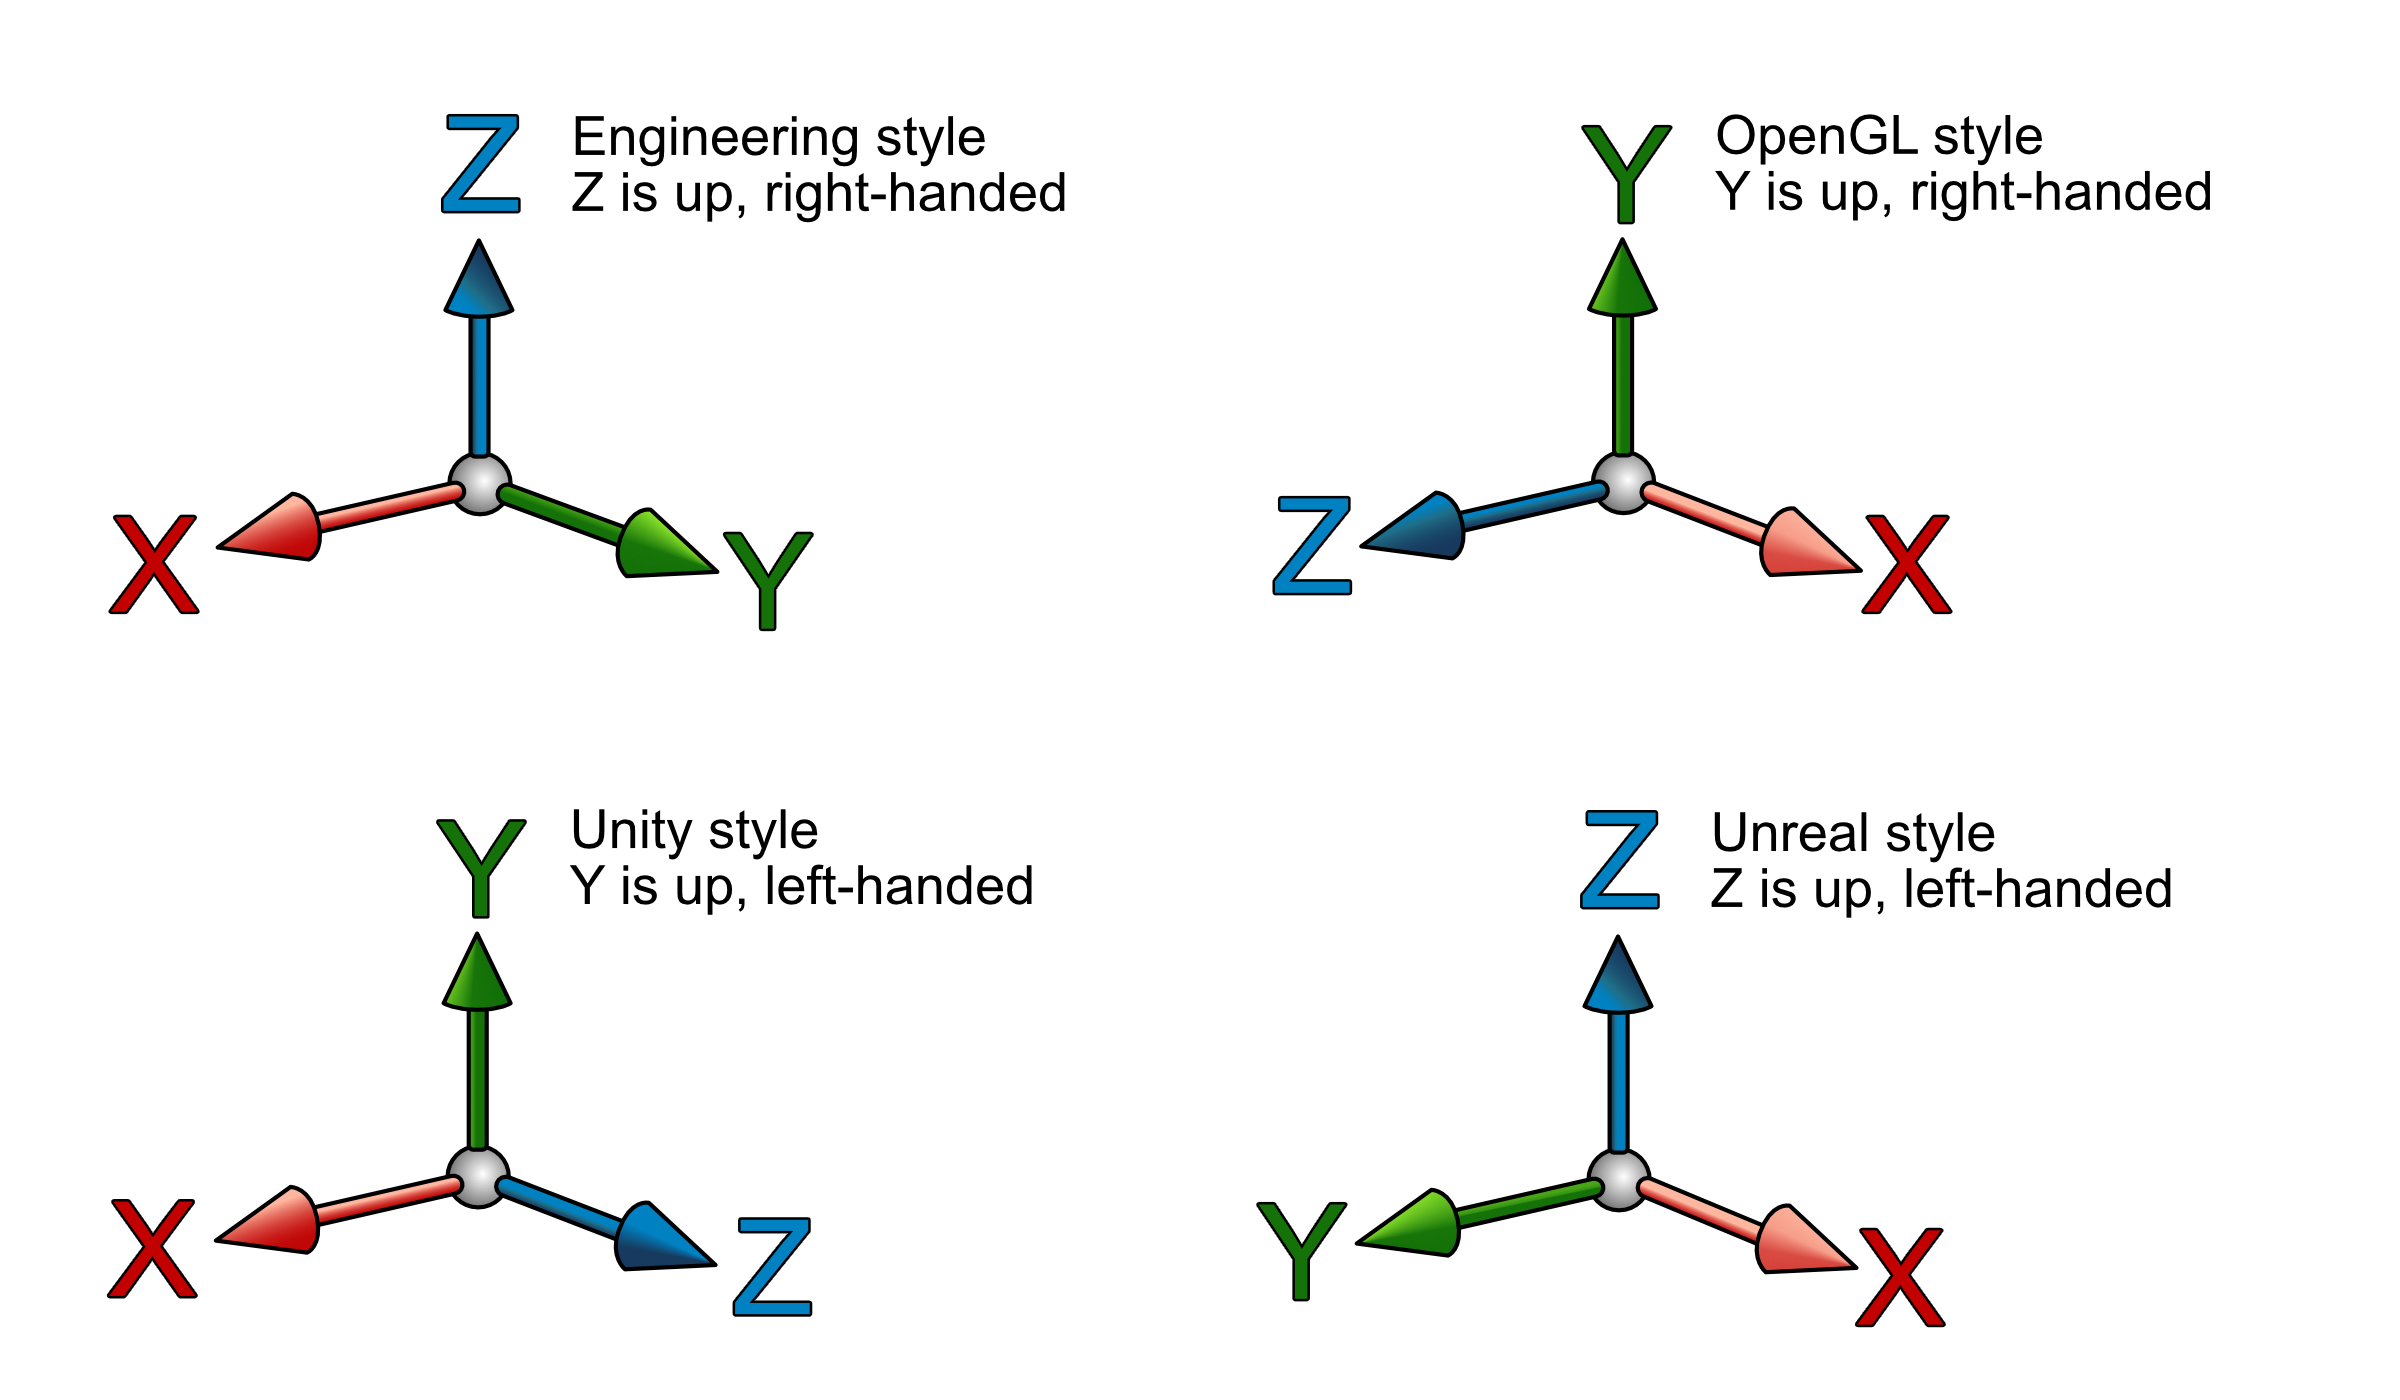 Z
Engineering style
Z is up, right-handed
X
Y
Y
OpenGL style
Y is up, right-handed
Z
X
Y
Unity style
Y is up, left-handed
X
Z
Z
Unreal style
Z is up, left-handed
Y
X